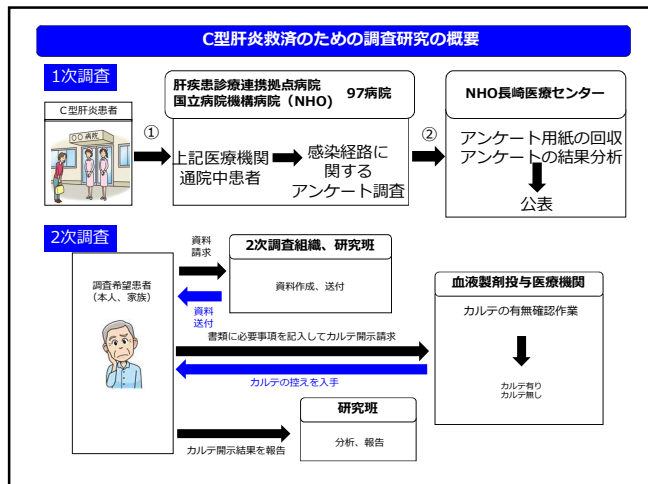 C型肝炎救済のための調査研究の概要
1次調査
C型肝炎患者
○○病院
①
肝疾患診療連携拠点病院
国立病院機構病院（NHO） 97病院
上記医療機関
通院中患者
感染経路に
関する
アンケート調査
②
NHO長崎医療センター
アンケート用紙の回収
アンケートの結果分析
公表
2次調査
調査希望患者
（本人、家族）
資料
請求
資料
送付
2次調査組織、研究班
資料作成、送付
書類に必要事項を記入してカルテ開示請求
カルテの控えを入手
血液製剤投与医療機関
カルテの有無確認作業
カルテ有り
カルテ無し
カルテ開示結果を報告
研究班
分析、報告